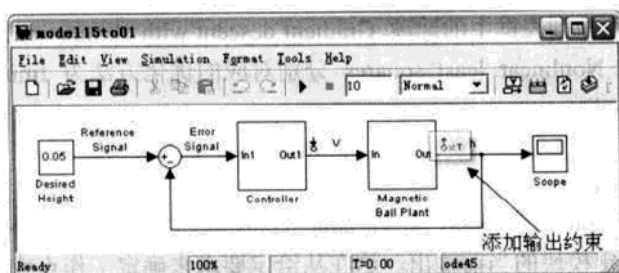 model15to01
File Edit View Simulation Format Tools Help
10 Normal
Reference
Signal
Error
Signal
0.05
Desired
Height
In1 Out1
Controller
V
In Out
Magnetic
Ball Plant
h
Scope
添加输出约束
Ready 100% T=0.00 ode45